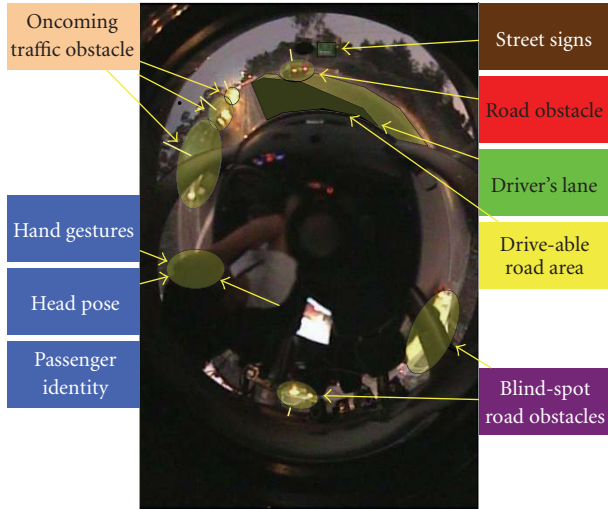 Oncoming
traffic obstacle
Hand gestures
Head pose
Passenger
identity
Street signs
Road obstacle
Driver's lane
Drive-able
road area
Blind-spot
road obstacles